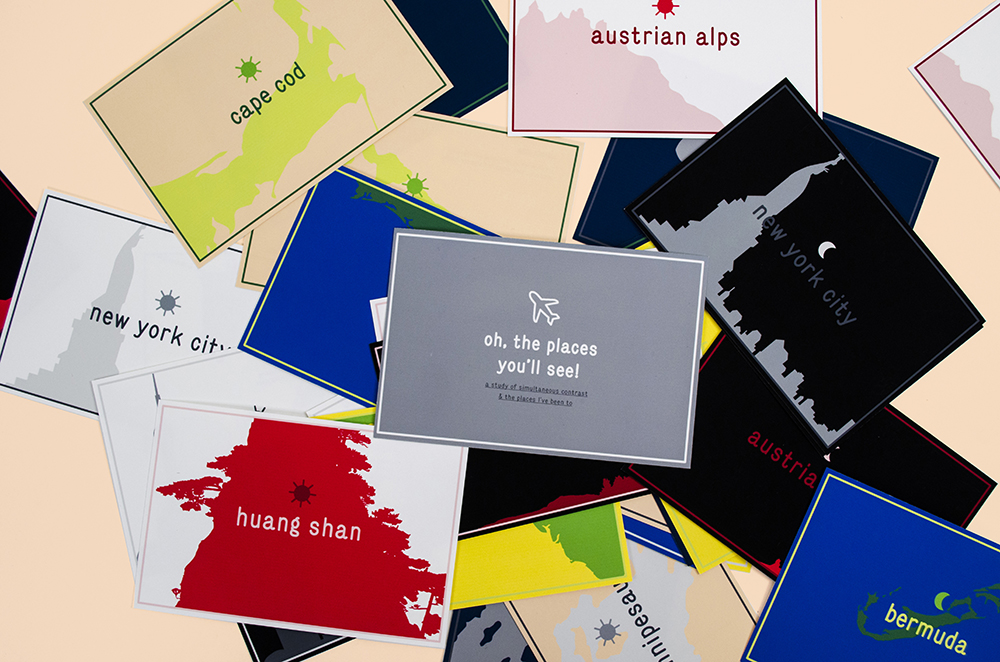 austrian alps
cape cod
new york city
new york city
oh, the places
you'll see!
a study of simultaneous contrast
& the places I've been to
austria
huang shan
nnipesau
bermuda